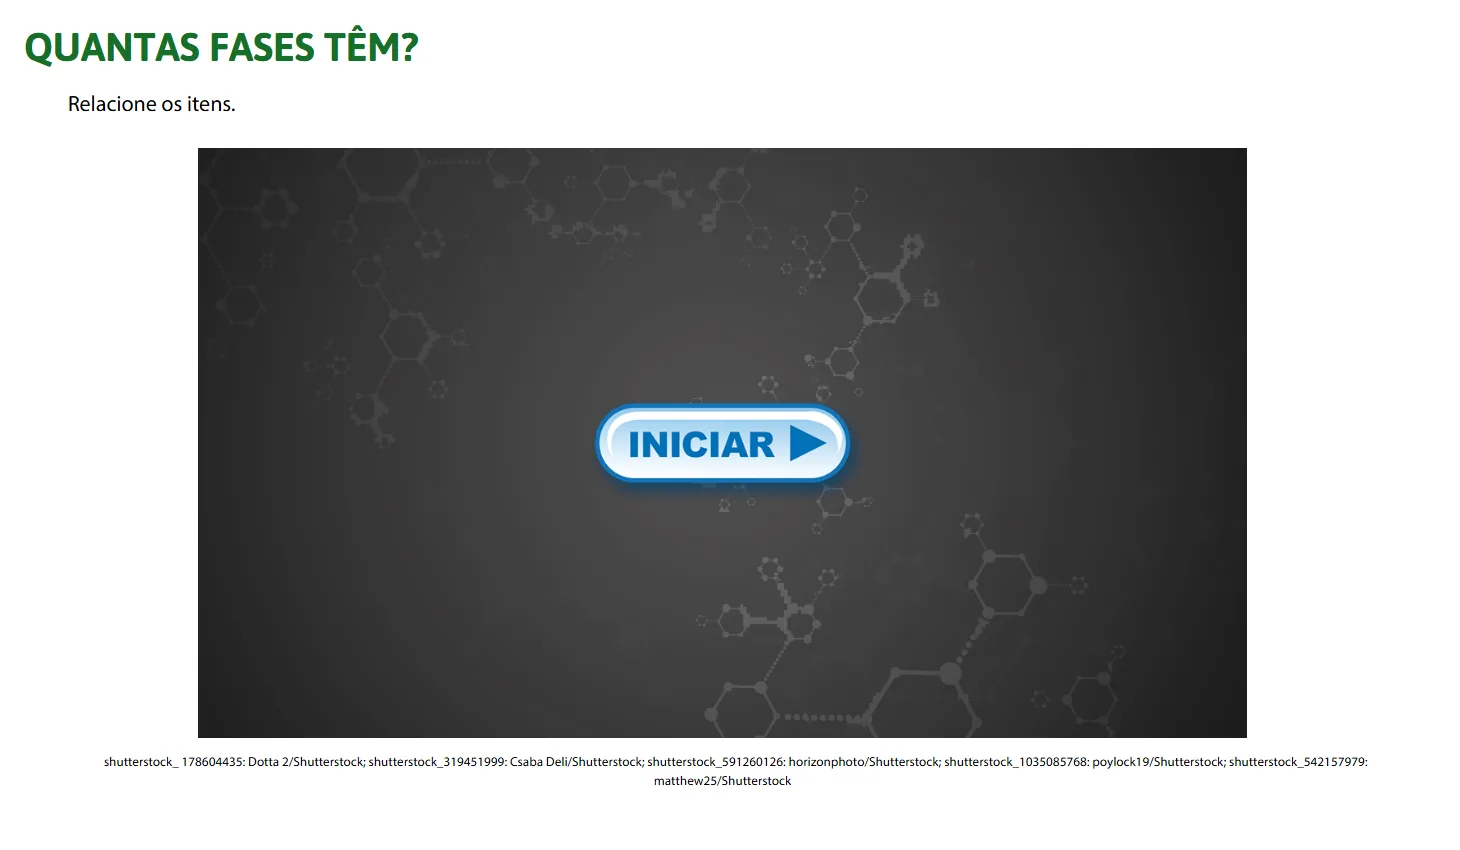 QUANTAS FASES TÊM?
Relacione os itens.
INICIAR
shutterstock_ 178604435: Dotta 2/Shutterstock; shutterstock_319451999: Csaba Deli/Shutterstock; shutterstock_591260126: horizonphoto/Shutterstock; shutterstock_1035085768: poylock19/Shutterstock; shutterstock_542157979:
matthew25/Shutterstock